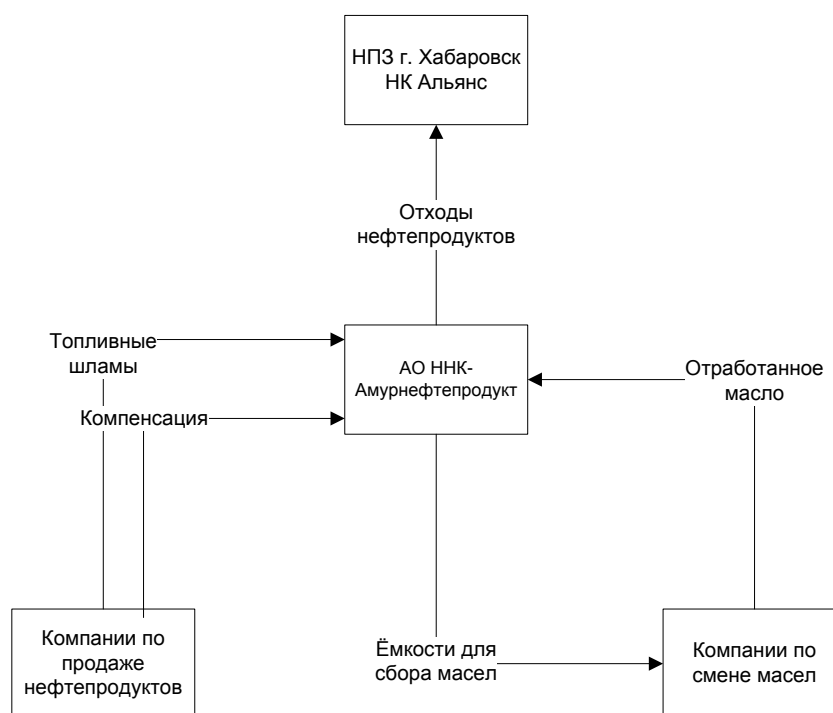 НПЗ г. Хабаровск
НК Альянс
Отходы
нефтепродуктов
Топливные
шламы
АО ННК-
Амурнефтепродукт
Отработанное
масло
Компенсация
Компании по
продаже
нефтепродуктов
Ёмкости для
сбора масел
Компании по
смене масел